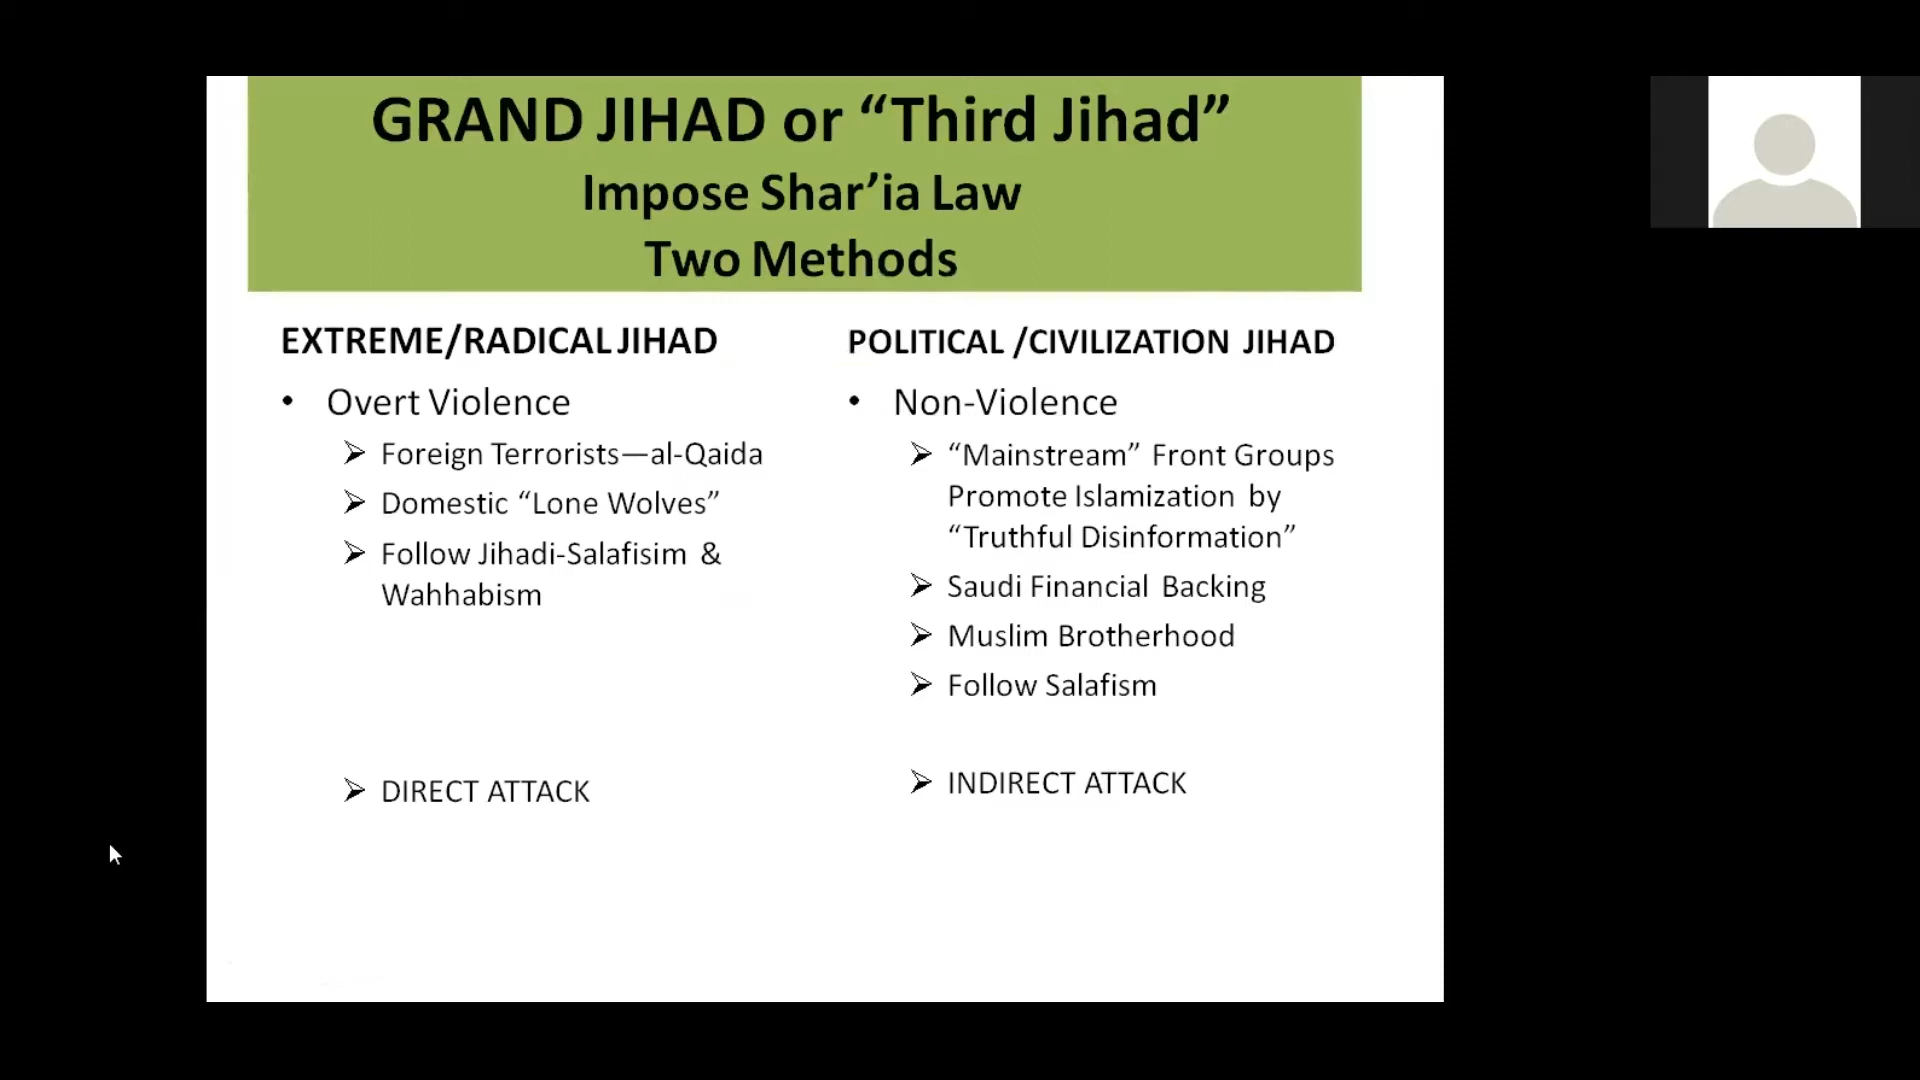 GRAND JIHAD or “Third Jihad”
Impose Shar’ia Law
Two Methods
EXTREME/RADICAL JIHAD
• Overt Violence
➢ Foreign Terrorists—al-Qaida
➢ Domestic “Lone Wolves”
➢ Follow Jihadi-Salafisim &
Wahhabism
➢ DIRECT ATTACK
POLITICAL /CIVILIZATION JIHAD
• Non-Violence
➢ “Mainstream” Front Groups
Promote Islamization by
“Truthful Disinformation”
➢ Saudi Financial Backing
➢ Muslim Brotherhood
➢ Follow Salafism
➢ INDIRECT ATTACK